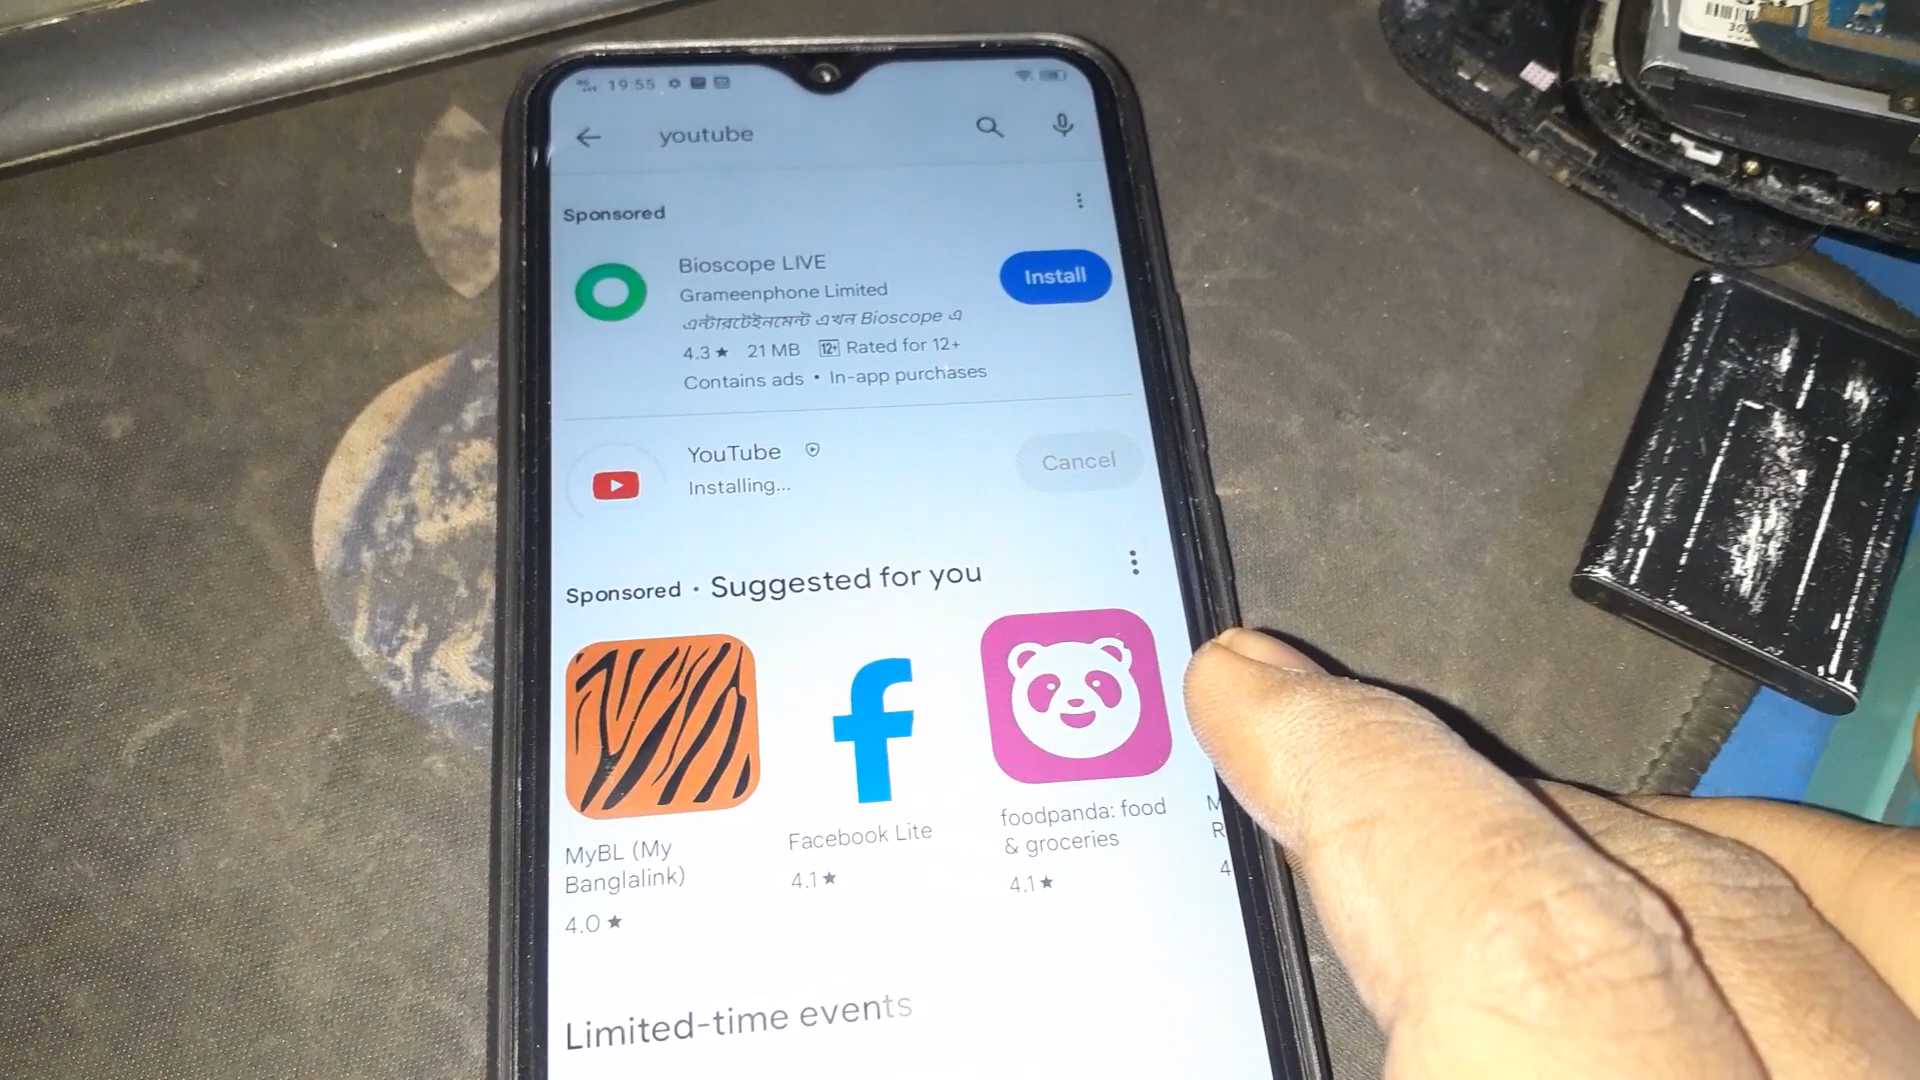 19:55
youtube
Sponsored
Bioscope LIVE
Grameenphone Limited
এন্টারটেইনমেন্ট এখন Bioscope এ
4.3★ 21 MB 12+ Rated for 12+
Contains ads • In-app purchases
Install
YouTube
Installing...
Cancel
Sponsored • Suggested for you
MyBL (My
Banglalink)
4.0 ★
Facebook Lite
4.1★
foodpanda: food
& groceries
4.1★
M
R
4
Limited-time events